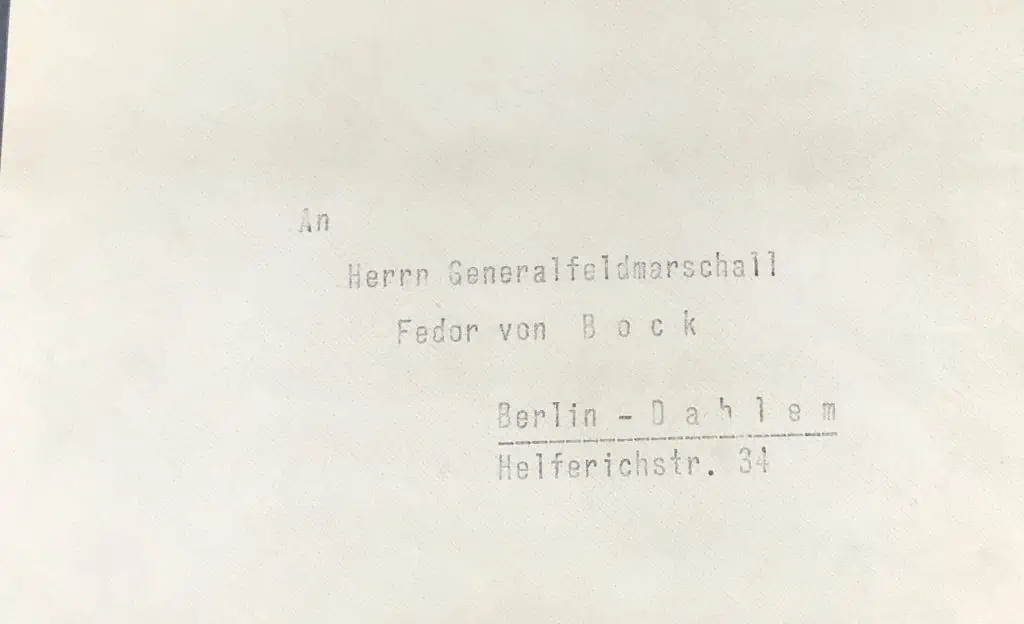 An
Herrn Generalfeldmarschall
Fedor von B o c k
Berlin - D a h l e m
Helferichstr. 34